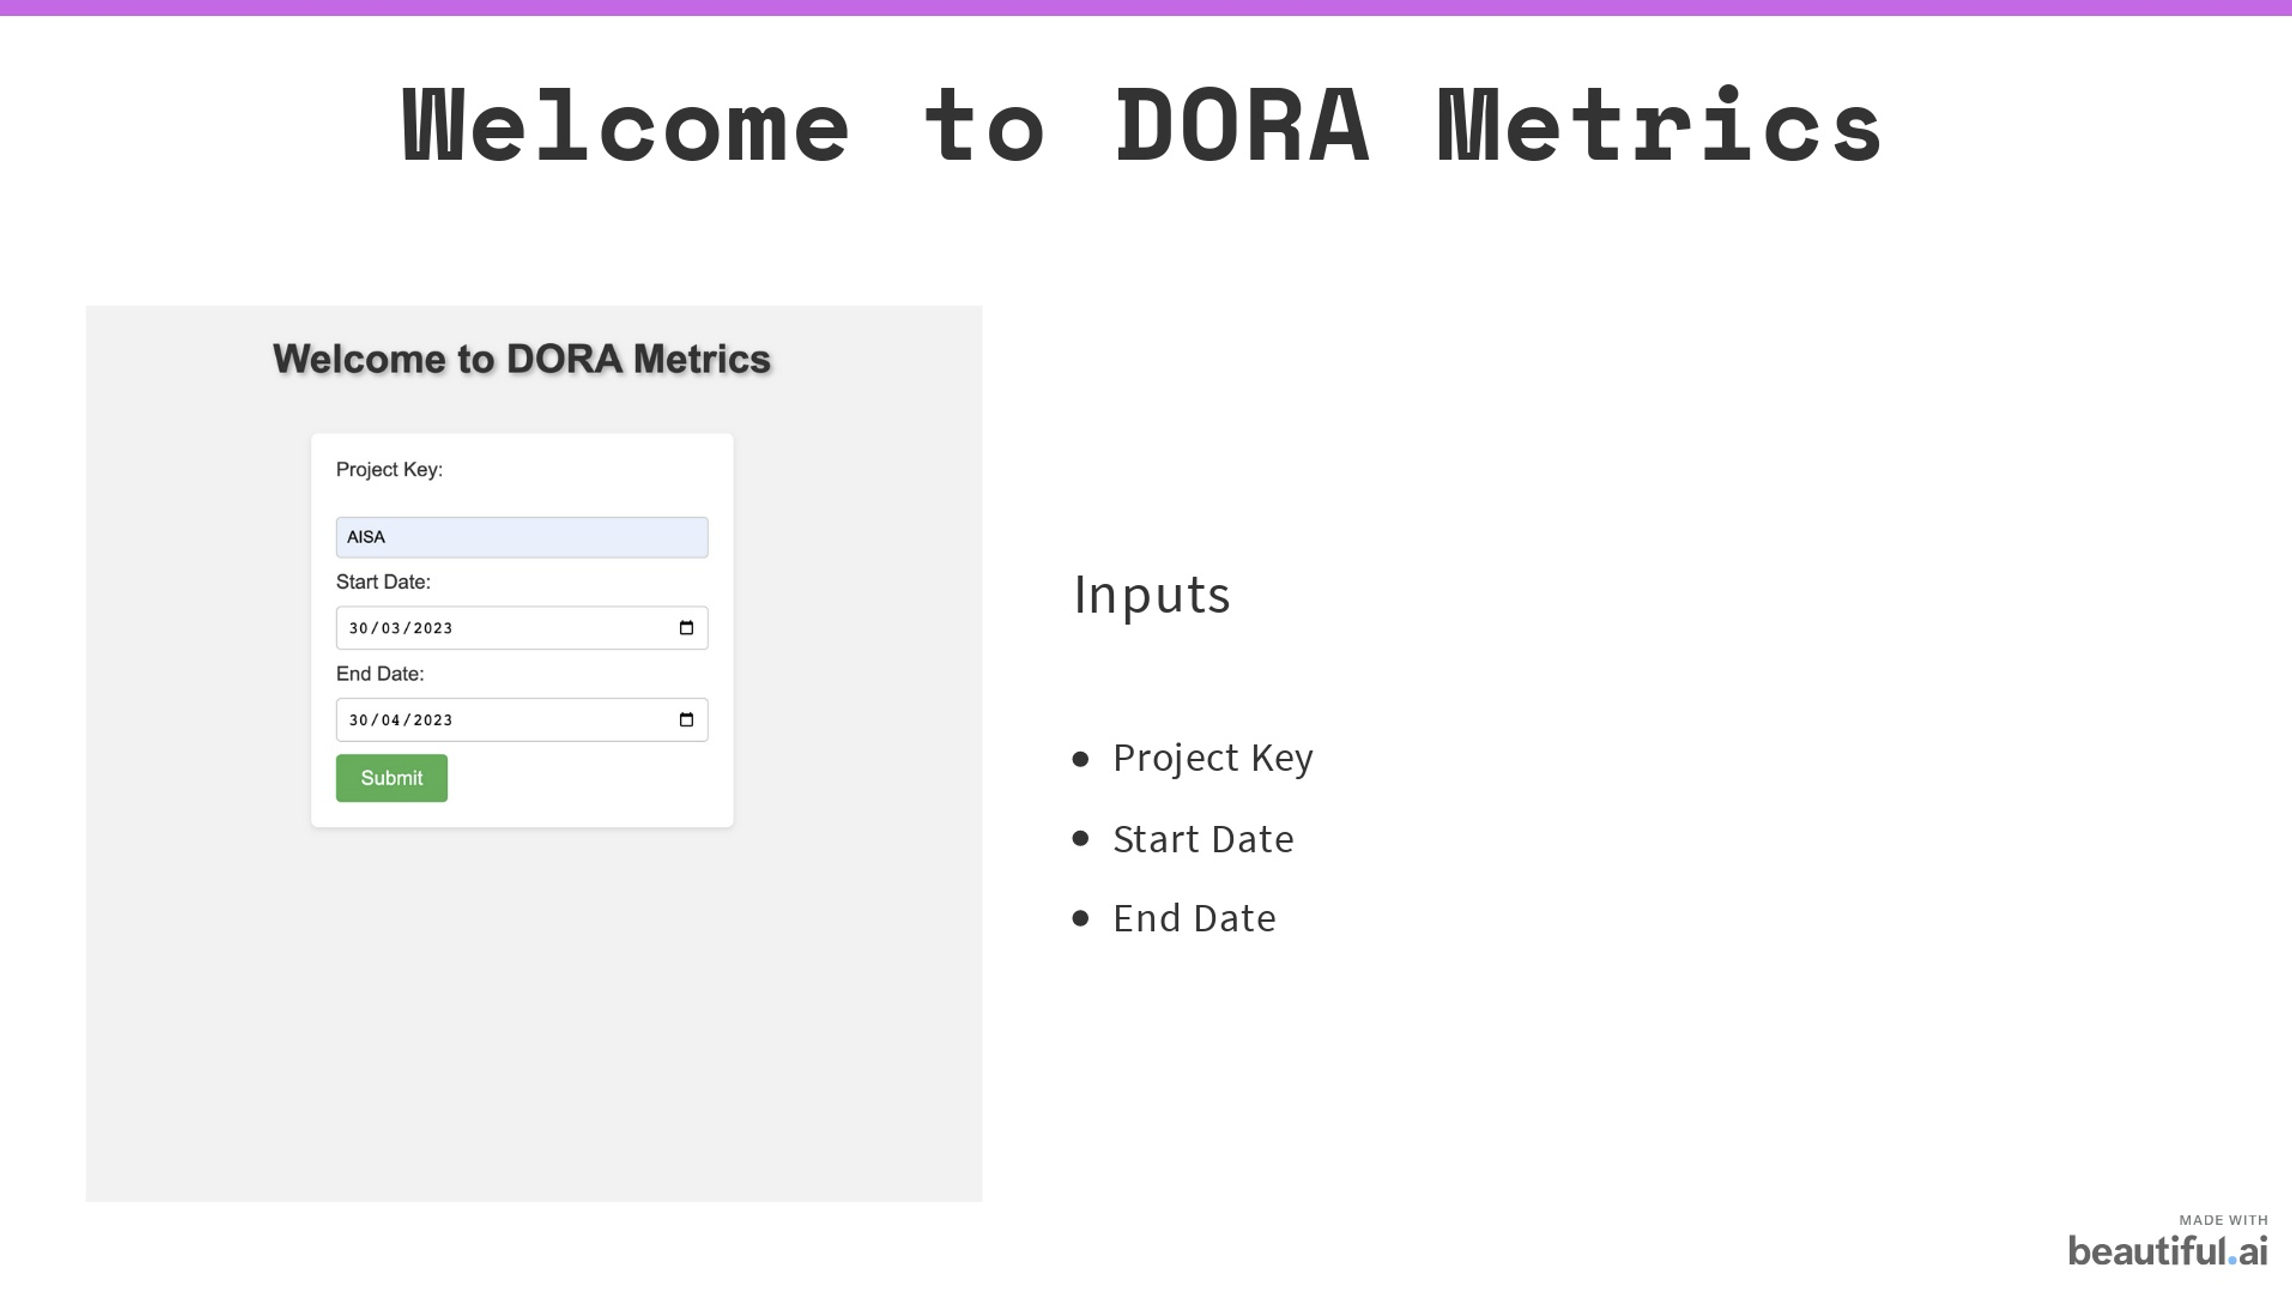 Welcome to DORA Metrics
Welcome to DORA Metrics
Project Key:
AISA
Start Date:
30/03/2023
End Date:
30/04/2023
Submit
Inputs
Project Key
Start Date
End Date
MADE WITH
beautiful.ai